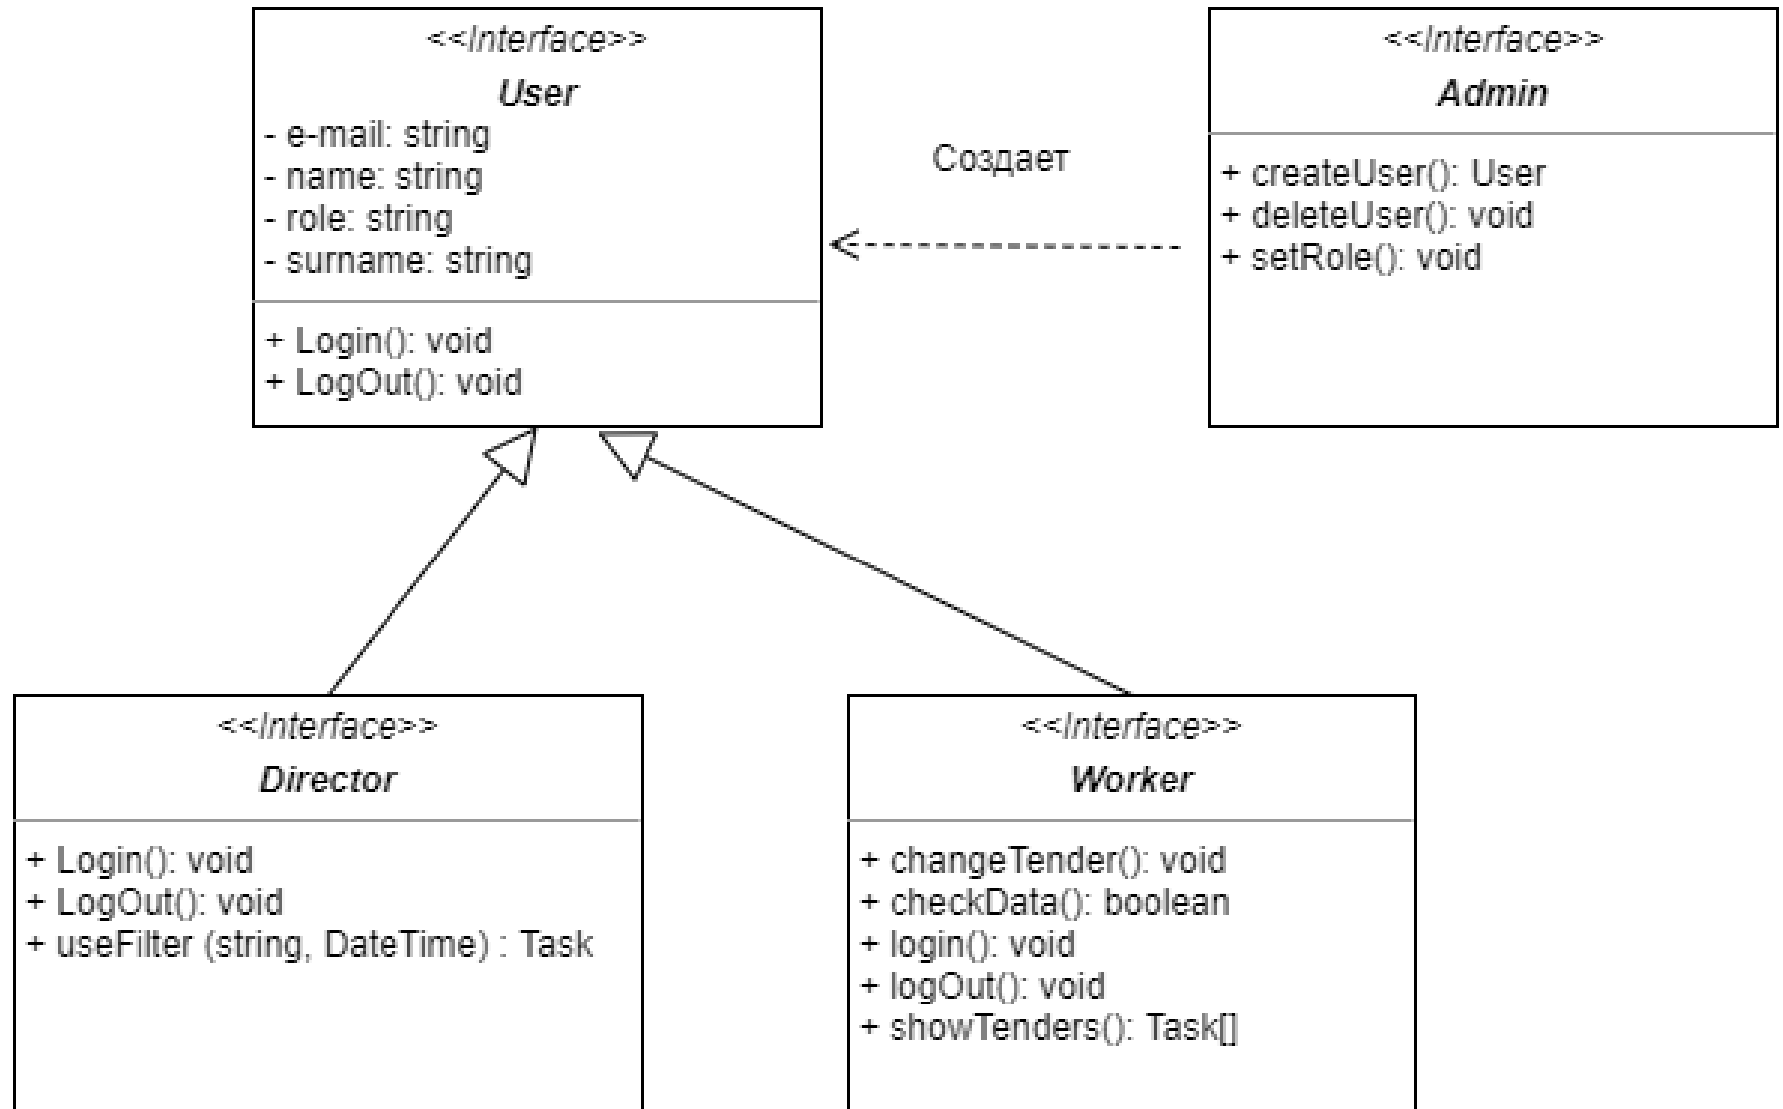 <<Interface>>
User
- e-mail: string
- name: string
- role: string
- surname: string
+ Login(): void
+ LogOut(): void
Создает
<<Interface>>
Admin
+ createUser(): User
+ deleteUser(): void
+ setRole(): void
<<Interface>>
Director
+ Login(): void
+ LogOut(): void
+ useFilter (string, DateTime) : Task
<<Interface>>
Worker
+ changeTender(): void
+ checkData(): boolean
+ login(): void
+ logOut(): void
+ showTenders(): Task[]